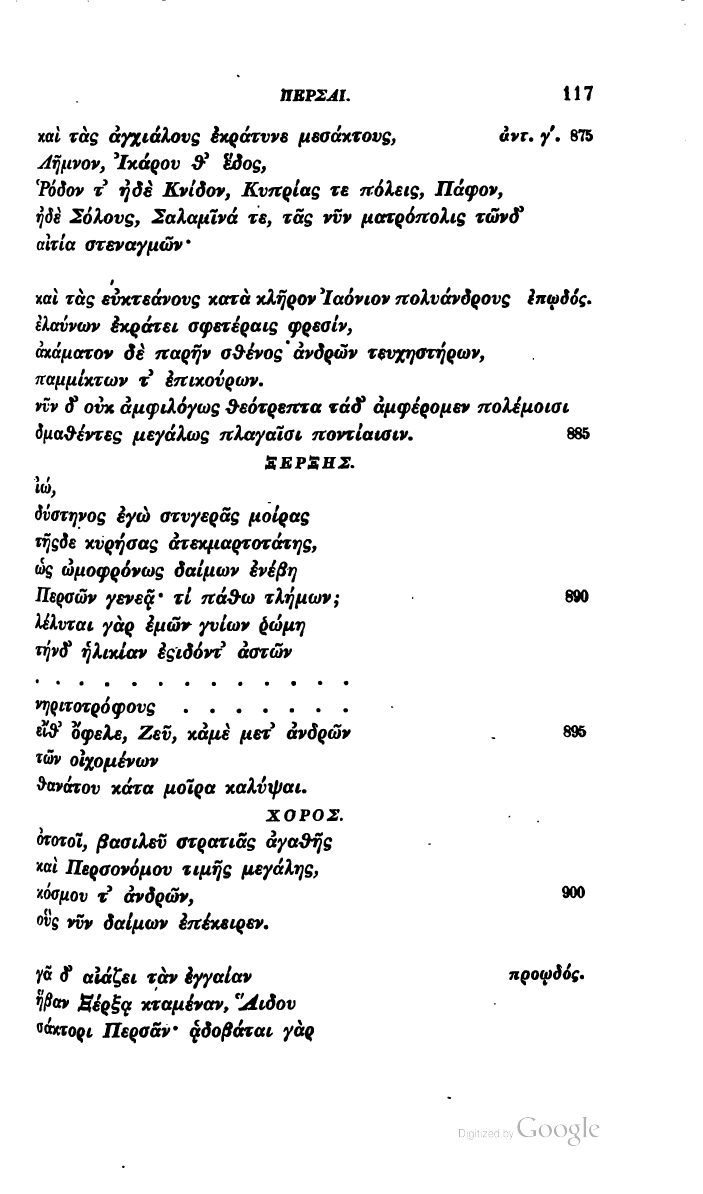 ΠΕΡΣΑΙ. 117
καὶ τὰς ἀγχιάλους ἐκράτυνε μεσάκτους, ἀντ. γ΄. 875
Λῆμνον, Ἰκάρου θ᾽ ἕδος,
Ῥόδον τ᾽ ἠδὲ Κνίδον, Κυπρίας τε πόλεις, Πάφον,
ἠδὲ Σόλους, Σαλαμῖνά τε, τᾶς νῦν ματρόπολις τῶνδ᾽
αἰτία στεναγμῶν·
καὶ τὰς εὐκτεάνους κατὰ κλῆρον Ἰαόνιον πολυάνδρους ἐπῳδός.
ἐλαύνων ἐκράτει σφετέραις φρεσίν,
ἀκάματον δὲ παρῆν σθένος ἀνδρῶν τευχηστήρων,
παμμίκτων τ᾽ ἐπικούρων.
νῦν δ᾽ οὐκ ἀμφιλόγως θεότρεπτα τάδ᾽ ἀμφέρομεν πολέμοισι
δμαθέντες μεγάλως πλαγαῖσι ποντίαισιν. 885
ΞΕΡΞΗΣ.
ἰώ,
δύστηνος ἐγὼ στυγερᾶς μοίρας
τῆςδε κυρήσας ἀτεκμαρτοτάτης,
ὡς ὠμοφρόνως δαίμων ἐνέβη
Περσῶν γενεᾷ· τί πάθω τλήμων; 890
λέλυται γὰρ ἐμῶν γυίων ῥώμη
τήνδ᾽ ἡλικίαν ἐςιδόντ᾽ ἀστῶν
. . . . . . . . . . . . .
νηριτοτρόφους . . . . . . .
εἴθ᾽ ὄφελε, Ζεῦ, κἀμὲ μετ᾽ ἀνδρῶν 895
τῶν οἰχομένων
θανάτου κάτα μοῖρα καλύψαι.
ΧΟΡΟΣ.
ὀτοτοῖ, βασιλεῦ στρατιᾶς ἀγαθῆς
καὶ Περσονόμου τιμῆς μεγάλης,
κόσμου τ᾽ ἀνδρῶν, 900
οὓς νῦν δαίμων ἐπέκειρεν.
γᾶ δ᾽ αἰάζει τὰν ἐγγαίαν προῳδός.
ἥβαν Ξέρξᾳ κταμέναν, Ἅιδου
σάκτορι Περσᾶν· ᾁδοβάται γὰρ
Digitized by Google